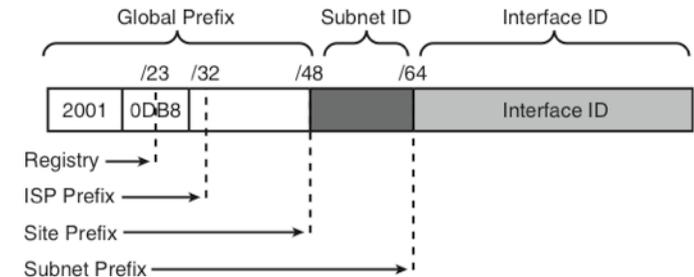 Global Prefix Subnet ID Interface ID
/23 /32 /48 /64
2001 0DB8 Interface ID
Registry
ISP Prefix
Site Prefix
Subnet Prefix